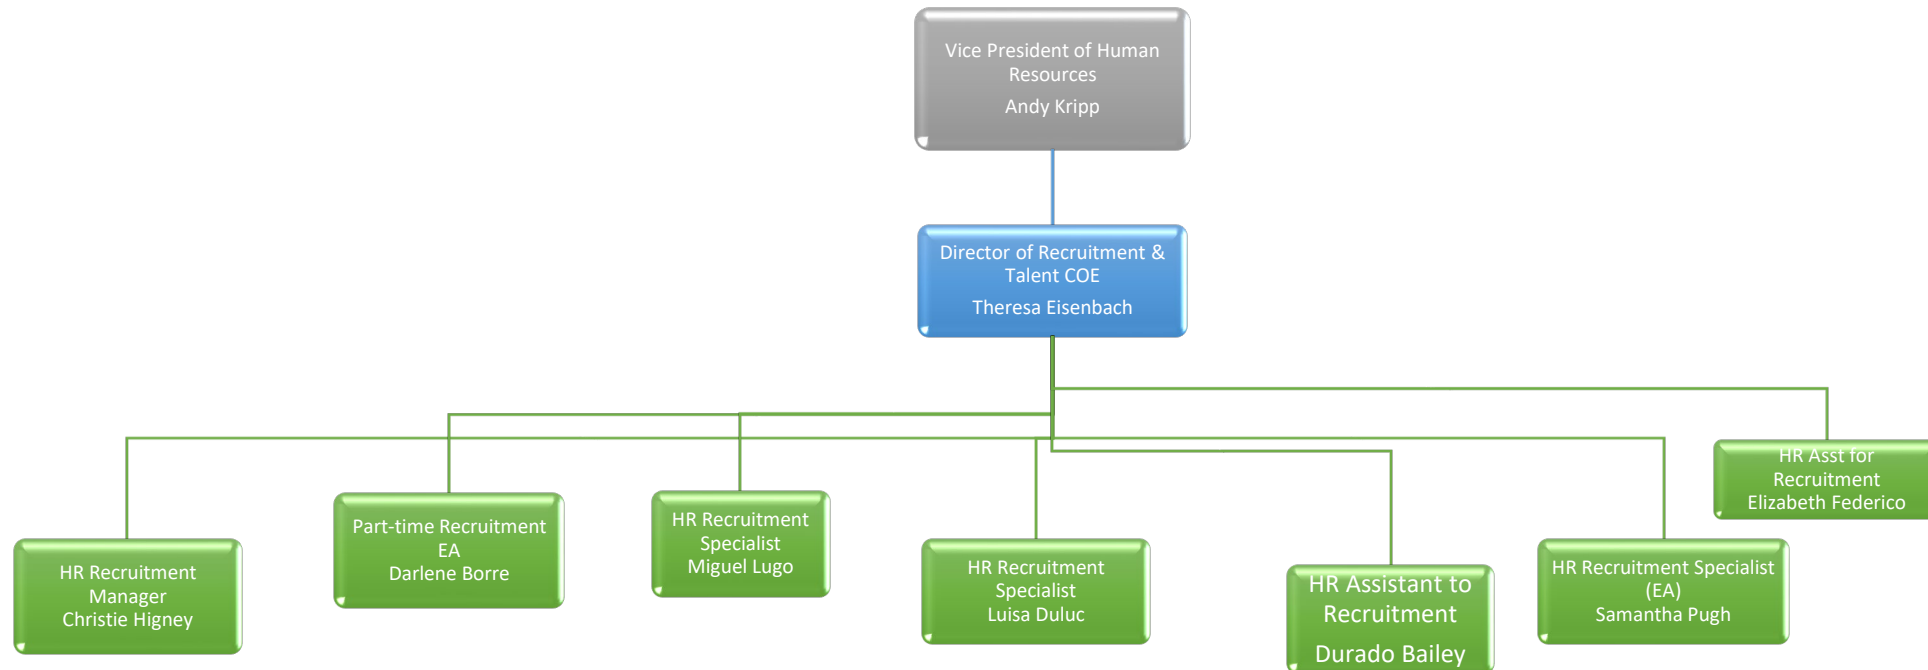 Vice President of Human
Resources
Andy Kripp
Director of Recruitment &
Talent COE
Theresa Eisenbach
HR Recruitment
Manager
Christie Higney
Part-time Recruitment
EA
Darlene Borre
HR Recruitment
Specialist
Miguel Lugo
HR Recruitment
Specialist
Luisa Duluc
HR Assistant to
Recruitment
Durado Bailey
HR Recruitment Specialist
(EA)
Samantha Pugh
HR Asst for
Recruitment
Elizabeth Federico